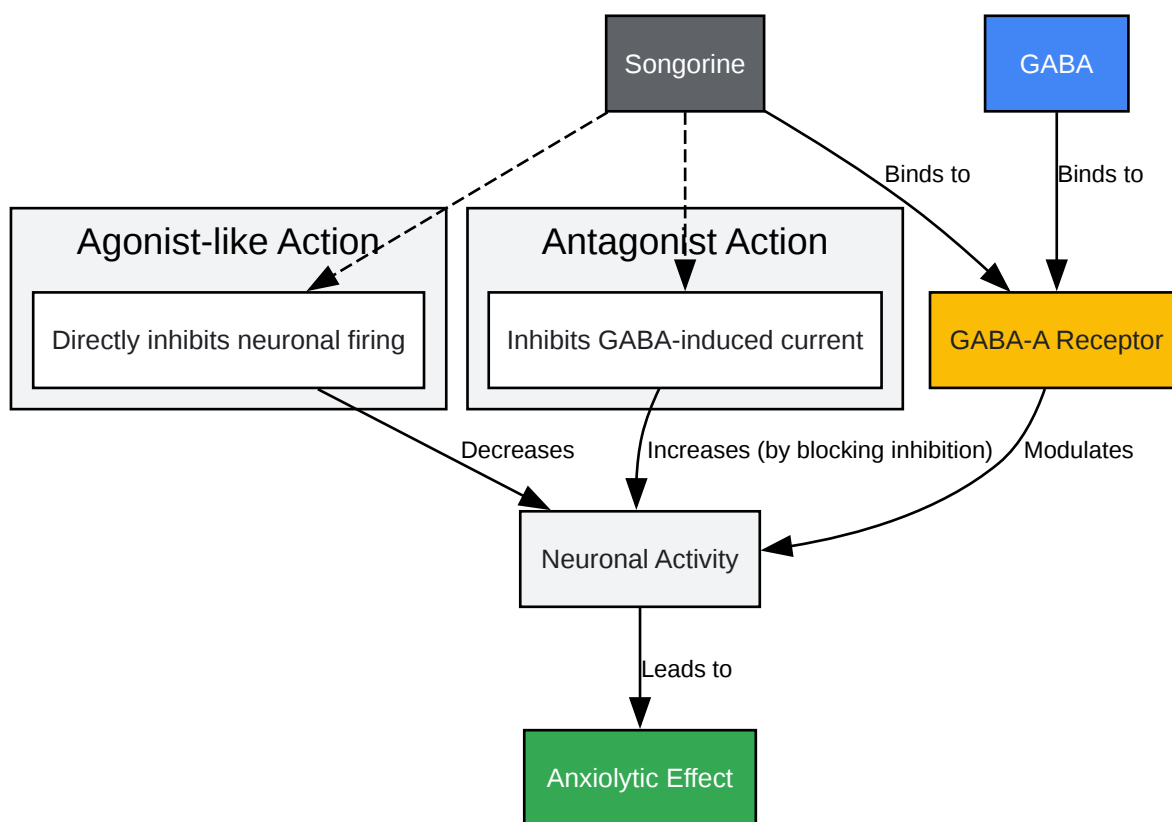 Songorine
GABA
Binds to
Binds to
Agonist-like Action
Antagonist Action
Directly inhibits neuronal firing
Inhibits GABA-induced current
GABA-A Receptor
Decreases
Increases (by blocking inhibition)
Modulates
Neuronal Activity
Leads to
Anxiolytic Effect